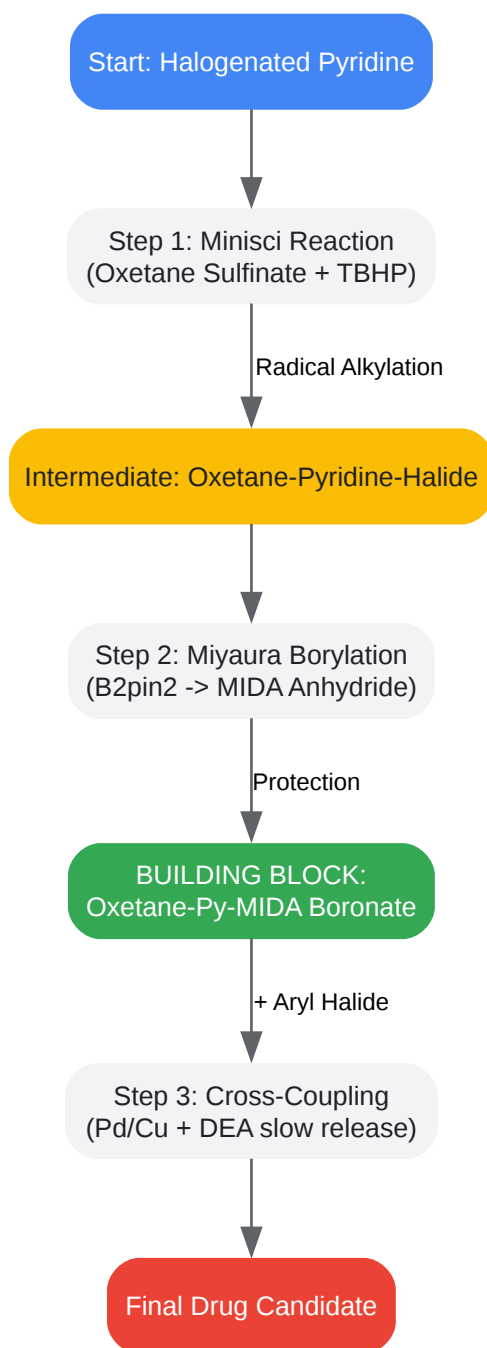 Start: Halogenated Pyridine
Step 1: Minisci Reaction
(Oxetane Sulfinate + TBHP)
Radical Alkylation
Intermediate: Oxetane-Pyridine-Halide
Step 2: Miyaura Borylation
(B2pin2 -> MIDA Anhydride)
Protection
BUILDING BLOCK:
Oxetane-Py-MIDA Boronate
+ Aryl Halide
Step 3: Cross-Coupling
(Pd/Cu + DEA slow release)
Final Drug Candidate